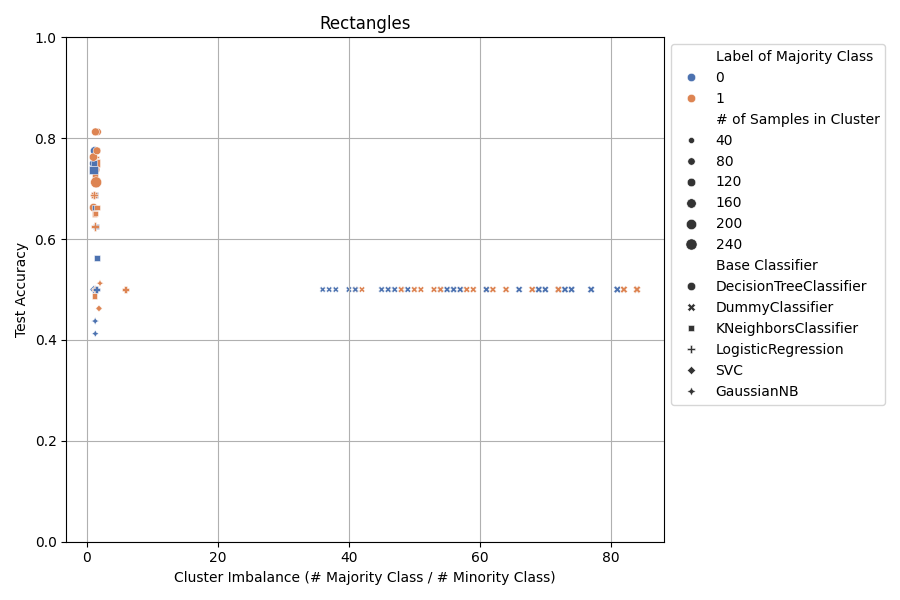 Rectangles
Test Accuracy
1.0
0.8
0.6
0.4
0.2
0.0
0
20
40
60
80
Cluster Imbalance (# Majority Class / # Minority Class)
Label of Majority Class
0
1
# of Samples in Cluster
40
80
120
160
200
240
Base Classifier
DecisionTreeClassifier
DummyClassifier
KNeighborsClassifier
LogisticRegression
SVC
GaussianNB